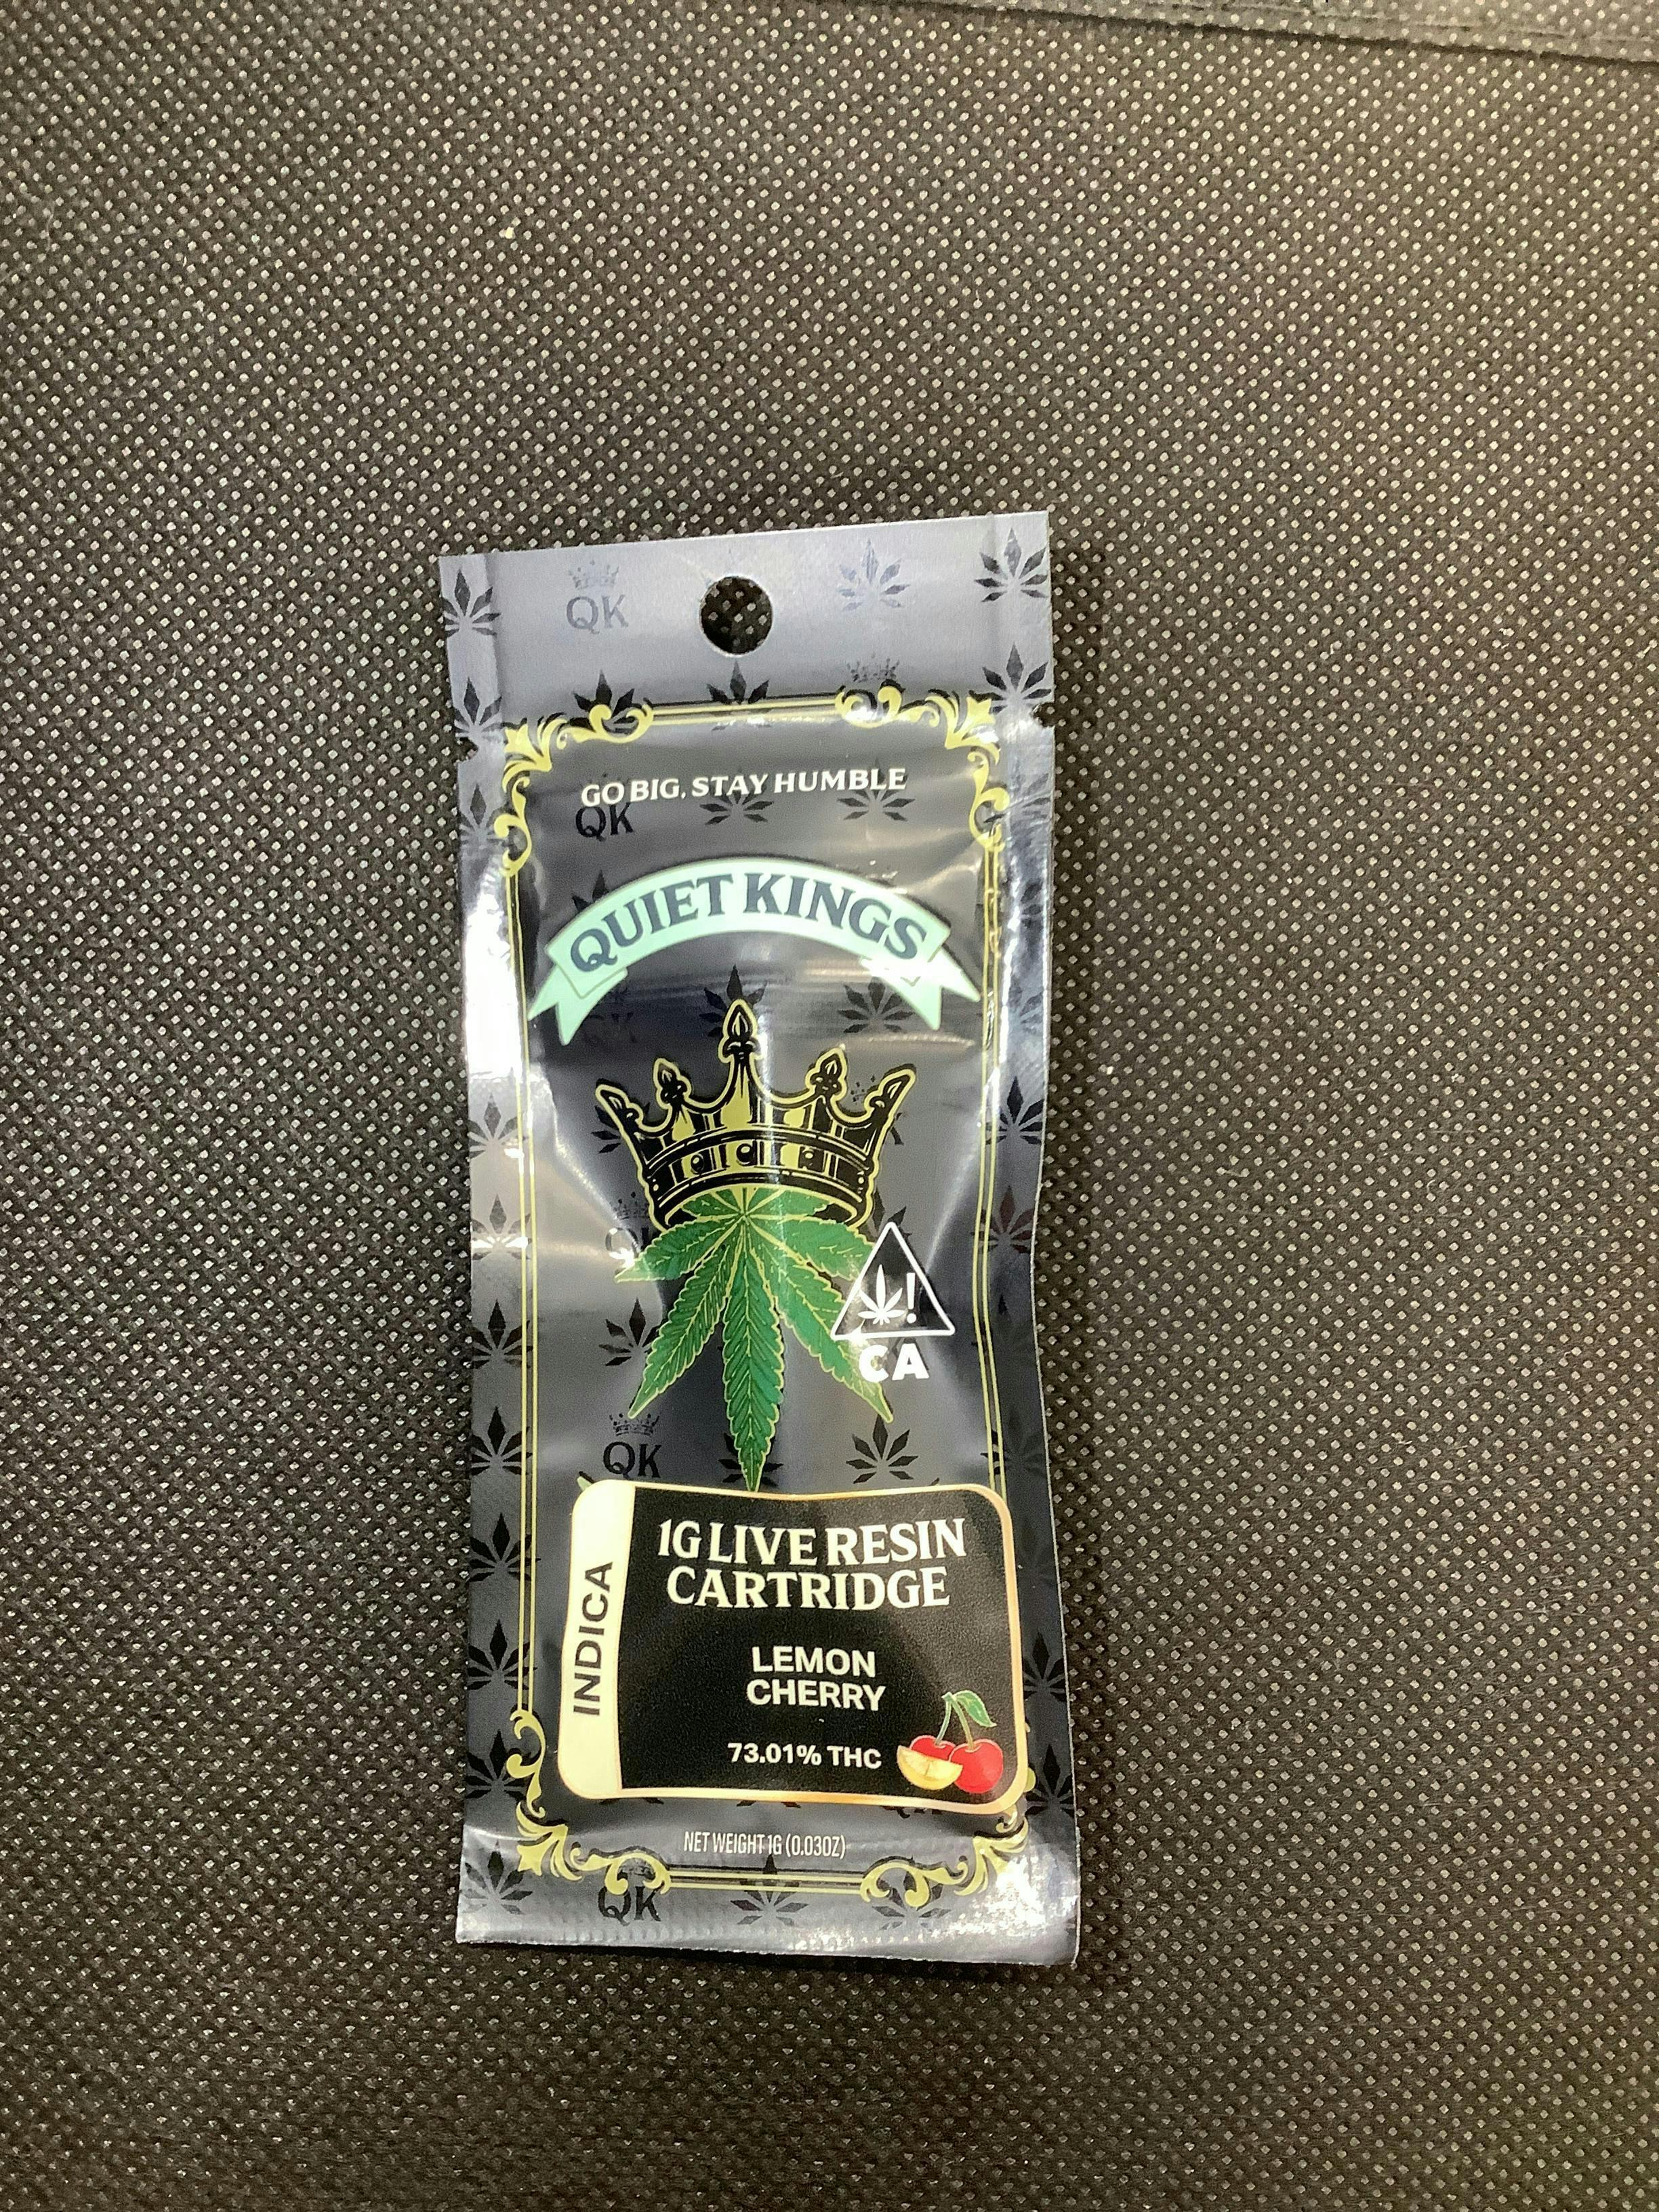 QK
GO BIG. STAY HUMBLE
QK
QUIET KINGS
CA
QK
INDICA
1G LIVE RESIN
CARTRIDGE
LEMON
CHERRY
73.01% THC
NET WEIGHT 1G (0.03OZ)
QK